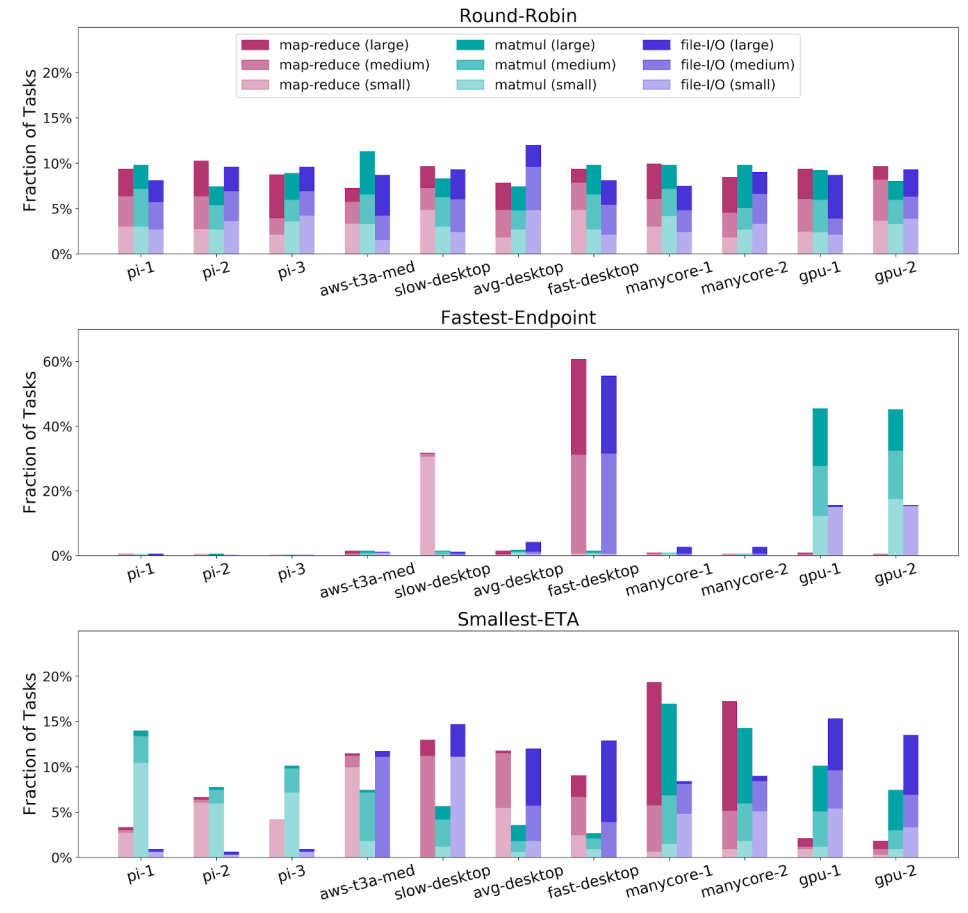 Round-Robin
map-reduce (large) matmul (large) file-I/O (large)
map-reduce (medium) matmul (medium) file-I/O (medium)
map-reduce (small) matmul (small) file-I/O (small)
Fraction of Tasks
20%
15%
10%
5%
0%
pi-1 pi-2 pi-3 aws-t3a-med slow-desktop avg-desktop fast-desktop manycore-1 manycore-2 gpu-1 gpu-2
Fastest-Endpoint
Fraction of Tasks
60%
40%
20%
0%
pi-1 pi-2 pi-3 aws-t3a-med slow-desktop avg-desktop fast-desktop manycore-1 manycore-2 gpu-1 gpu-2
Smallest-ETA
Fraction of Tasks
20%
15%
10%
5%
0%
pi-1 pi-2 pi-3 aws-t3a-med slow-desktop avg-desktop fast-desktop manycore-1 manycore-2 gpu-1 gpu-2